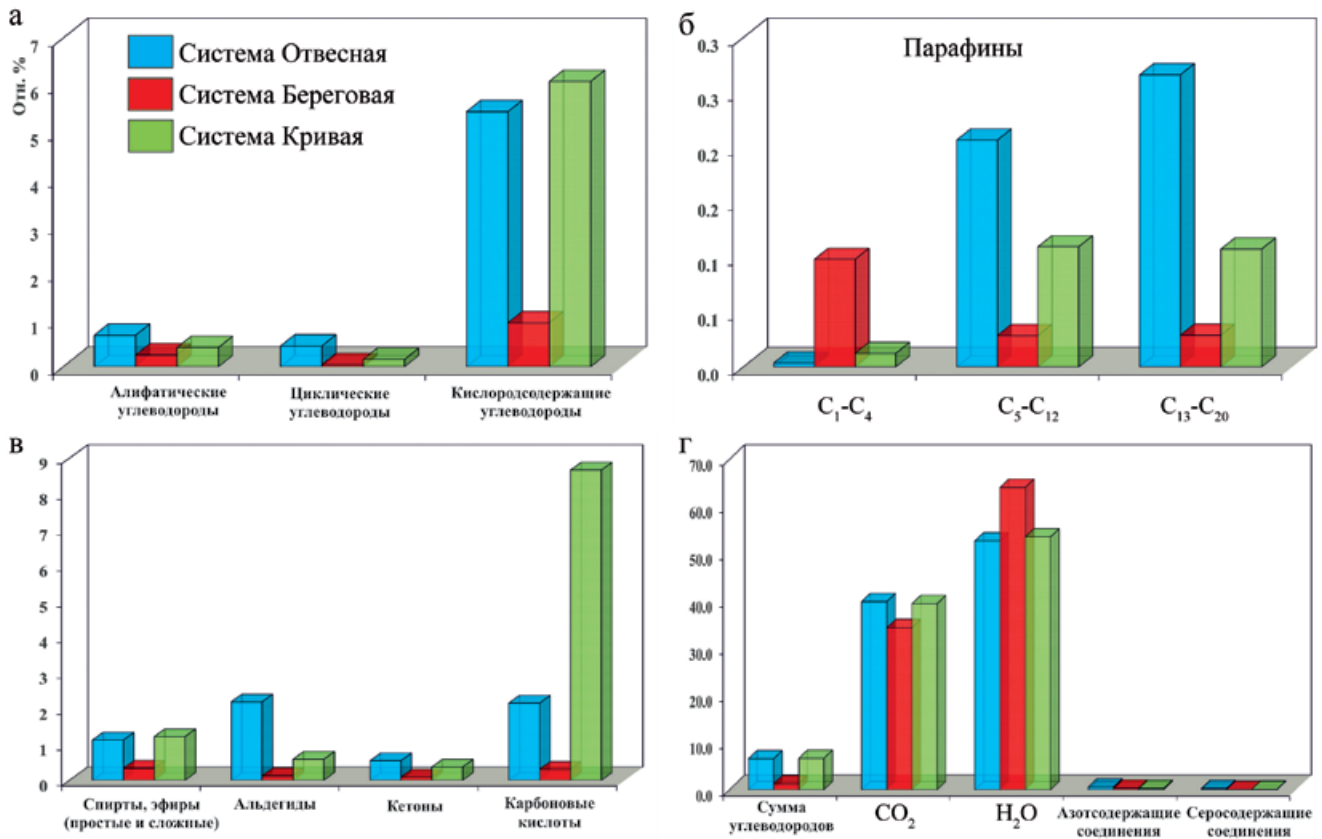 а
Отн. %
7
6
5
4
3
2
1
0
Система Отвесная
Система Береговая
Система Кривая
Алифатические
углеводороды
Циклические
углеводороды
Кислородсодержащие
углеводороды
б
Парафины
0.3
0.3
0.2
0.2
0.1
0.1
0.0
C₁-C₄
C₅-C₁₂
C₁₃-C₂₀
в
9
8
7
6
5
4
3
2
1
0
Спирты, эфиры
(простые и сложные)
Альдегиды
Кетоны
Карбоновые
кислоты
г
70.0
60.0
50.0
40.0
30.0
20.0
10.0
0.0
Сумма
углеводородов
CO₂
H₂O
Азотсодержащие
соединения
Серосодержащие
соединения